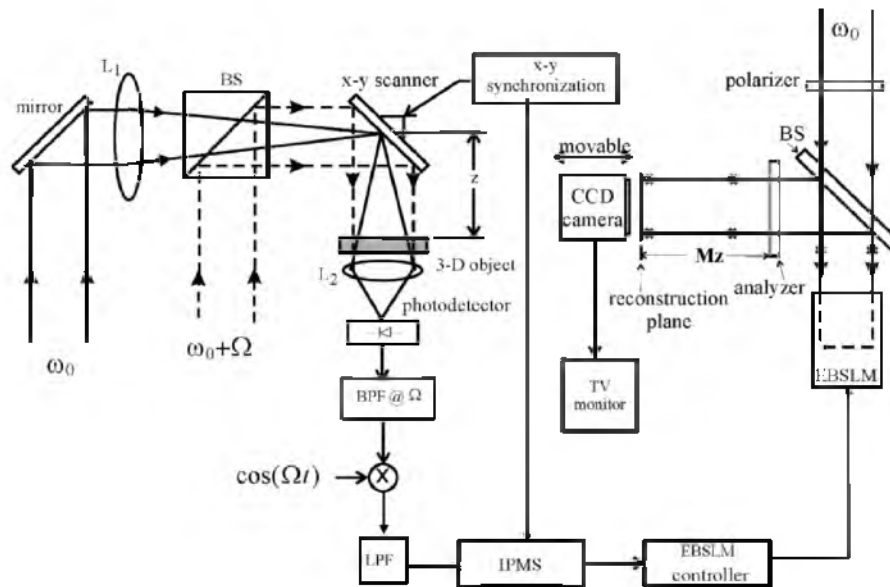 L1
BS
mirror
x-y scanner
x-y
synchronization
z
3-D object
L2
photodetector
ω0
ω0+Ω
BPF@Ω
cos(Ωt)
X
LPF
IPMS
EBSLM
controller
ω0
polarizer
BS
movable
CCD
camera
Mz
reconstruction
plane
analyzer
TV
monitor
EBSLM